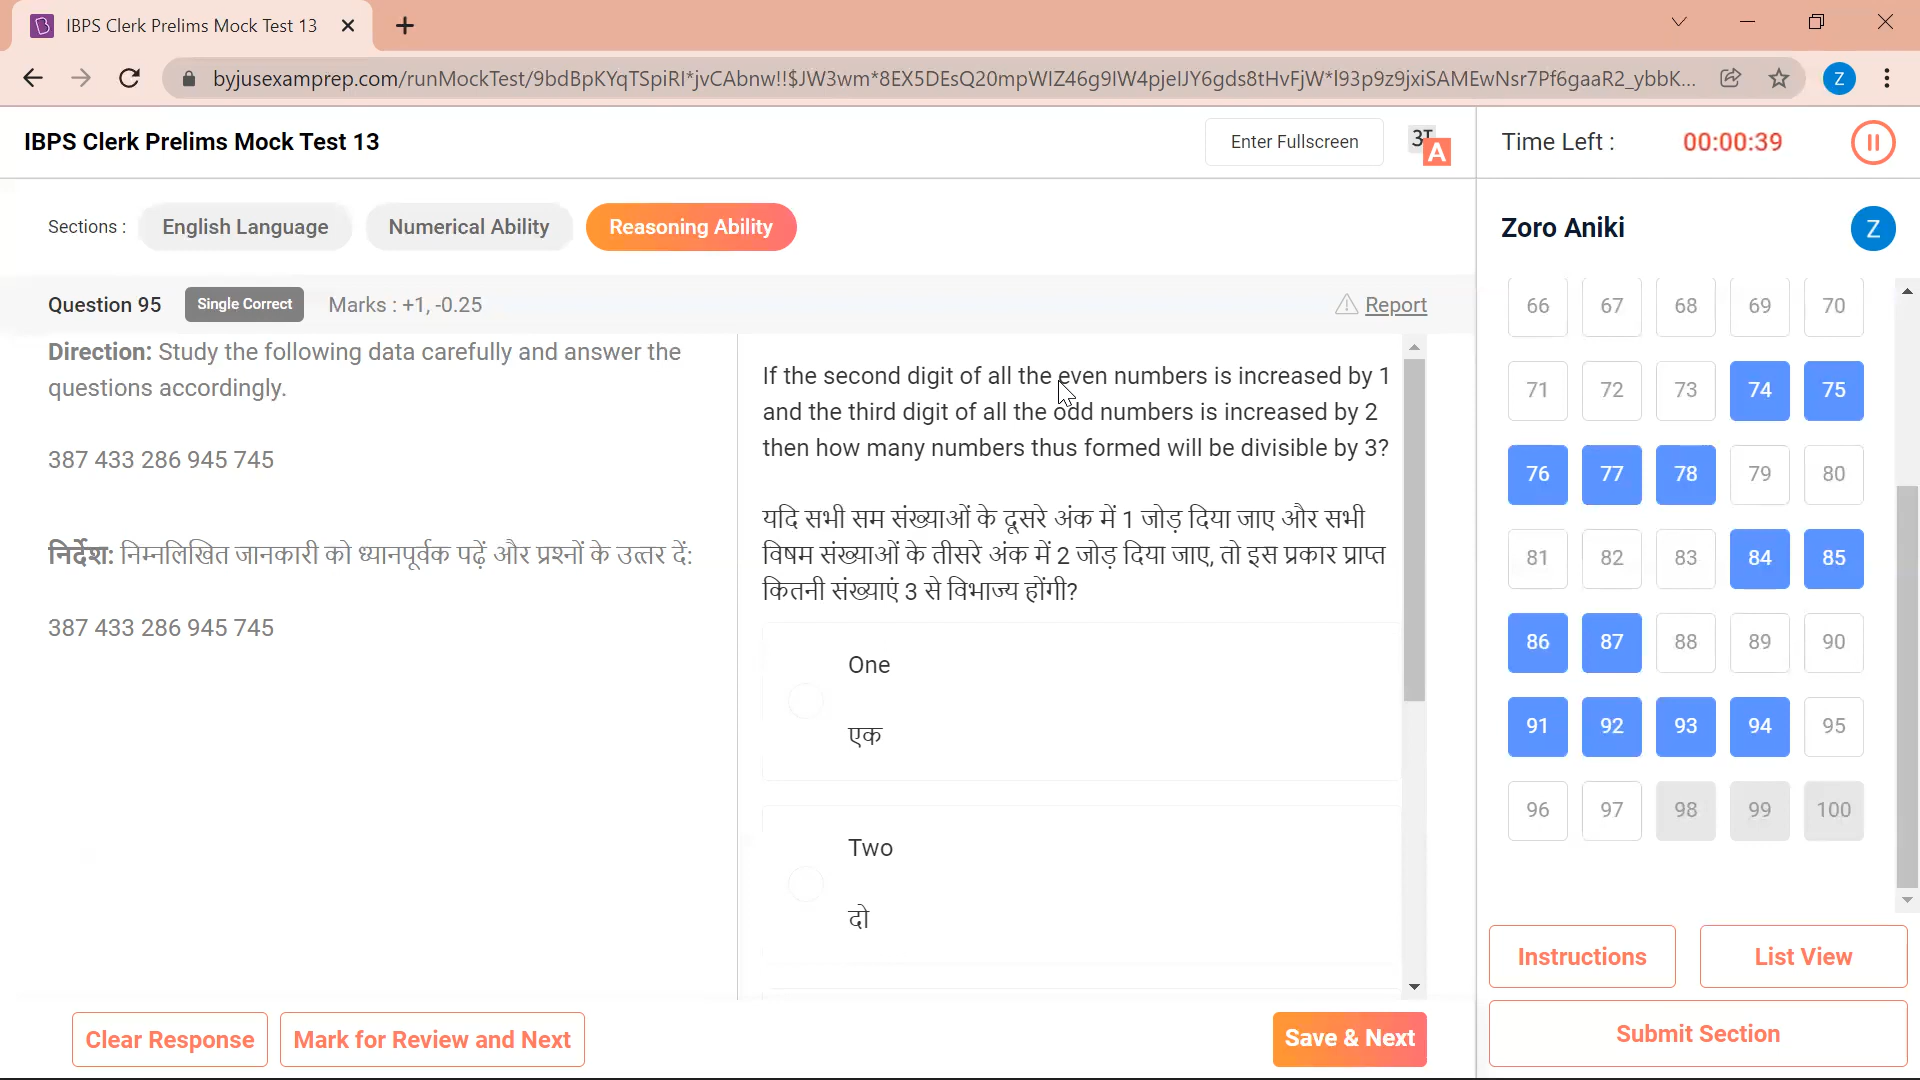 IBPS Clerk Prelims Mock Test 13
byjusexamprep.com/runMockTest/9bdBpKYqTSpiRI*jvCAbnw!!$JW3wm*8EX5DEsQ20mpWIZ46g9IW4pjeIJY6gds8tHvFjW*I93p9z9jxiSAMEwNsr7Pf6gaaR2_ybbK...
Z
IBPS Clerk Prelims Mock Test 13
Enter Fullscreen
A
Time Left :
00:00:39
Sections :
English Language
Numerical Ability
Reasoning Ability
Zoro Aniki
Z
Question 95
Single Correct
Marks : +1, -0.25
Report
Direction: Study the following data carefully and answer the
questions accordingly.
387 433 286 945 745
निर्देश: निम्नलिखित जानकारी को ध्यानपूर्वक पढ़ें और प्रश्नों के उत्तर दें:
387 433 286 945 745
If the second digit of all the even numbers is increased by 1
and the third digit of all the odd numbers is increased by 2
then how many numbers thus formed will be divisible by 3?
यदि सभी सम संख्याओं के दूसरे अंक में 1 जोड़ दिया जाए और सभी
विषम संख्याओं के तीसरे अंक में 2 जोड़ दिया जाए, तो इस प्रकार प्राप्त
कितनी संख्याएं 3 से विभाज्य होंगी?
One
एक
Two
दो
66 67 68 69 70
71 72 73 74 75
76 77 78 79 80
81 82 83 84 85
86 87 88 89 90
91 92 93 94 95
96 97 98 99 100
Instructions
List View
Clear Response
Mark for Review and Next
Save & Next
Submit Section